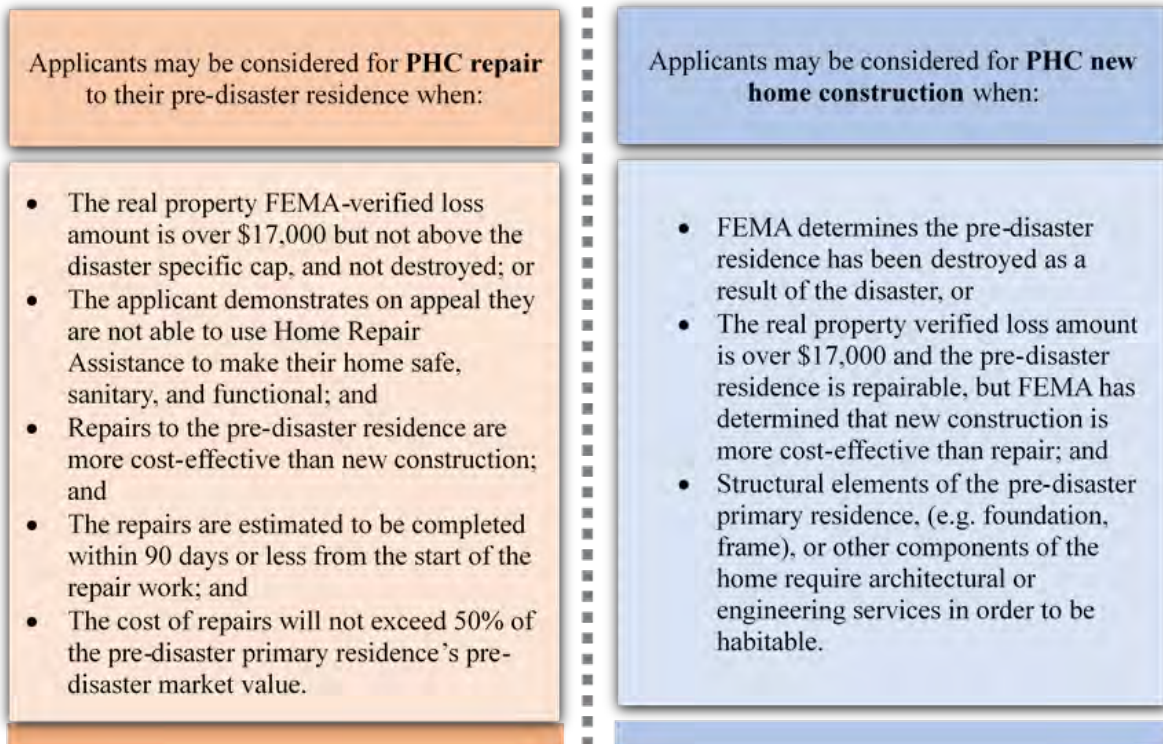 Applicants may be considered for PHC repair
to their pre-disaster residence when:
• The real property FEMA-verified loss
amount is over $17,000 but not above the
disaster specific cap, and not destroyed; or
• The applicant demonstrates on appeal they
are not able to use Home Repair
Assistance to make their home safe,
sanitary, and functional; and
• Repairs to the pre-disaster residence are
more cost-effective than new construction;
and
• The repairs are estimated to be completed
within 90 days or less from the start of the
repair work; and
• The cost of repairs will not exceed 50% of
the pre-disaster primary residence’s pre-
disaster market value.
Applicants may be considered for PHC new
home construction when:
• FEMA determines the pre-disaster
residence has been destroyed as a
result of the disaster, or
• The real property verified loss amount
is over $17,000 and the pre-disaster
residence is repairable, but FEMA has
determined that new construction is
more cost-effective than repair; and
• Structural elements of the pre-disaster
primary residence, (e.g. foundation,
frame), or other components of the
home require architectural or
engineering services in order to be
habitable.